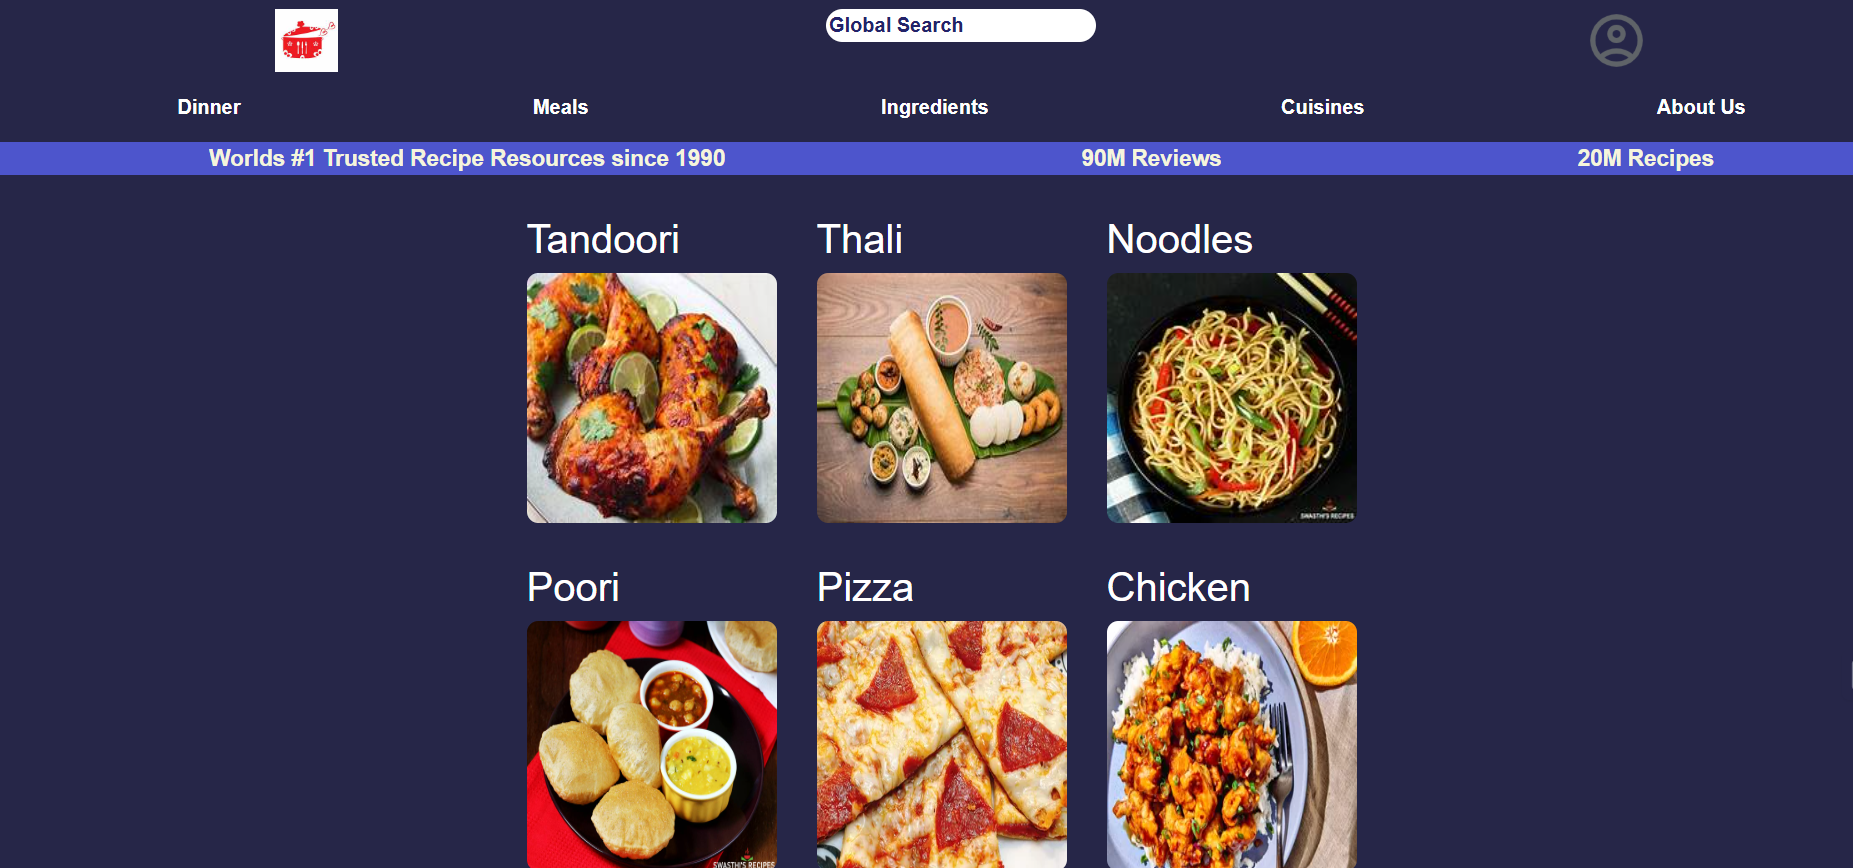 Global Search
Dinner Meals Ingredients Cuisines About Us
Worlds #1 Trusted Recipe Resources since 1990 90M Reviews 20M Recipes
Tandoori Thali Noodles
SWASTHI'S RECIPES
Poori Pizza Chicken
SWASTHI'S RECIPES